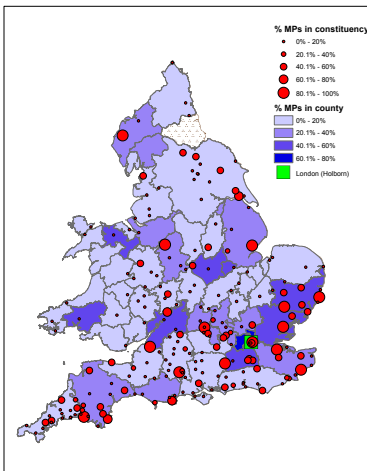 % MPs in constituency
0% - 20%
20.1% - 40%
40.1% - 60%
60.1% - 80%
80.1% - 100%
% MPs in county
0% - 20%
20.1% - 40%
40.1% - 60%
60.1% - 80%
London (Holborn)